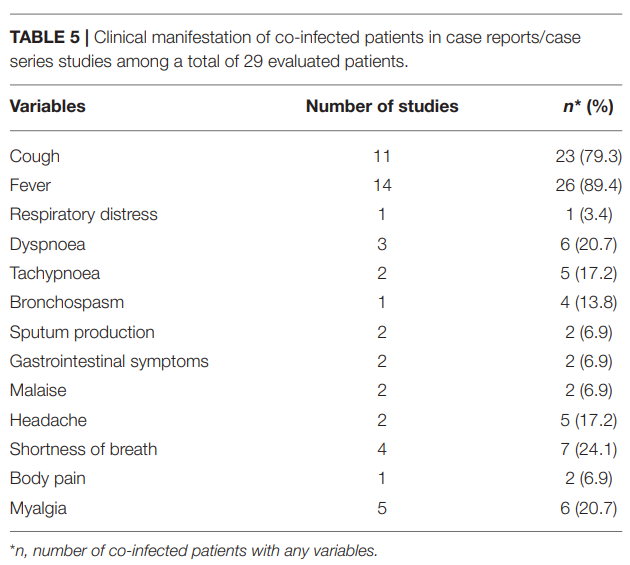 TABLE 5 | Clinical manifestation of co-infected patients in case reports/case
series studies among a total of 29 evaluated patients.
Variables Number of studies n* (%)
Cough 11 23 (79.3)
Fever 14 26 (89.4)
Respiratory distress 1 1 (3.4)
Dyspnoea 3 6 (20.7)
Tachypnoea 2 5 (17.2)
Bronchospasm 1 4 (13.8)
Sputum production 2 2 (6.9)
Gastrointestinal symptoms 2 2 (6.9)
Malaise 2 2 (6.9)
Headache 2 5 (17.2)
Shortness of breath 4 7 (24.1)
Body pain 1 2 (6.9)
Myalgia 5 6 (20.7)
*n, number of co-infected patients with any variables.